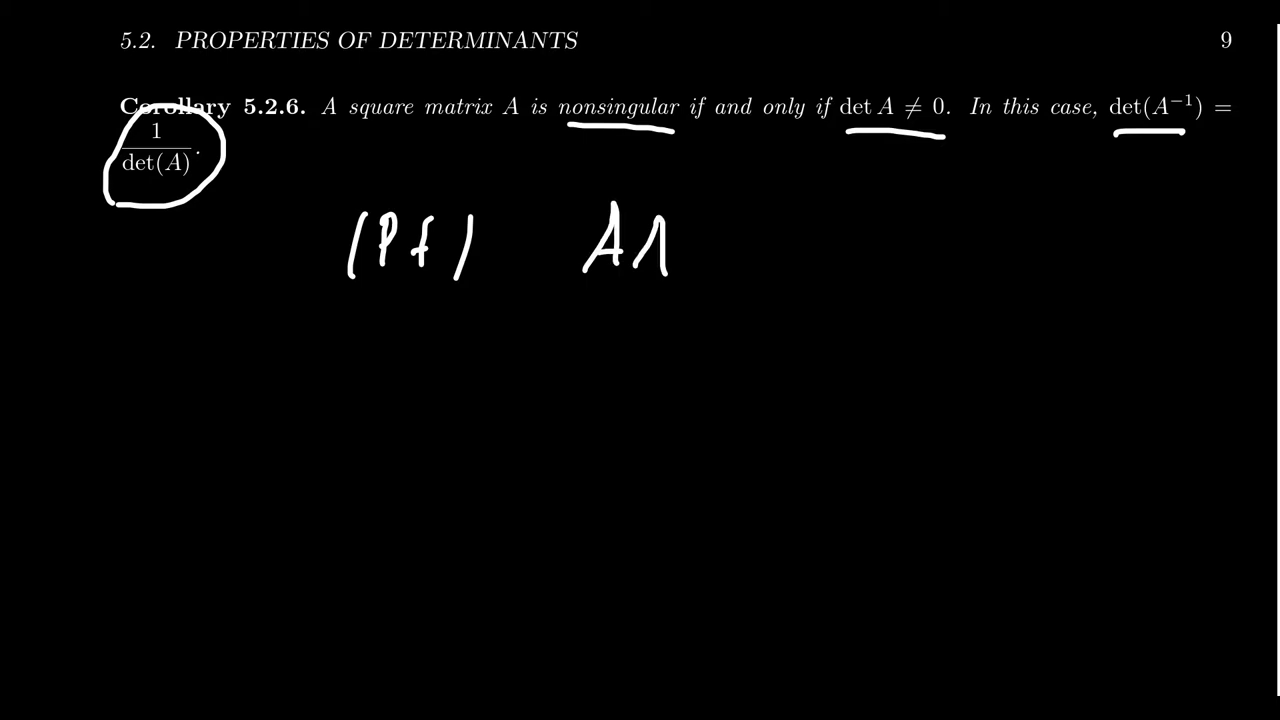 5.2. PROPERTIES OF DETERMINANTS 9
Corollary 5.2.6. A square matrix A is nonsingular if and only if det A ≠ 0. In this case, det(A⁻¹) =
1
det(A).
(Pf) A